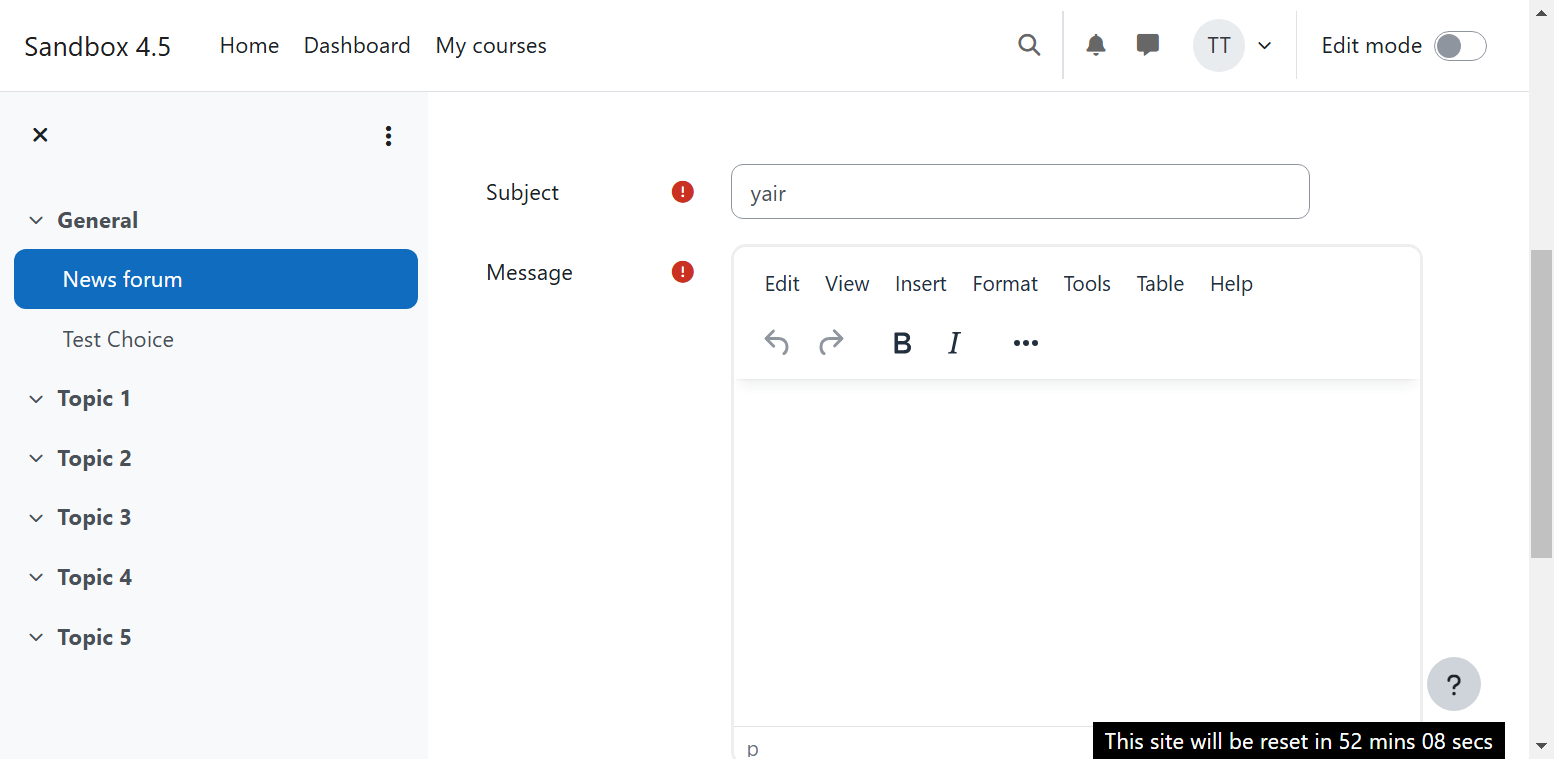 Sandbox 4.5 Home Dashboard My courses TT Edit mode
General
News forum
Test Choice
Topic 1
Topic 2
Topic 3
Topic 4
Topic 5
Subject yair
Message
Edit View Insert Format Tools Table Help
B I
p
?
This site will be reset in 52 mins 08 secs